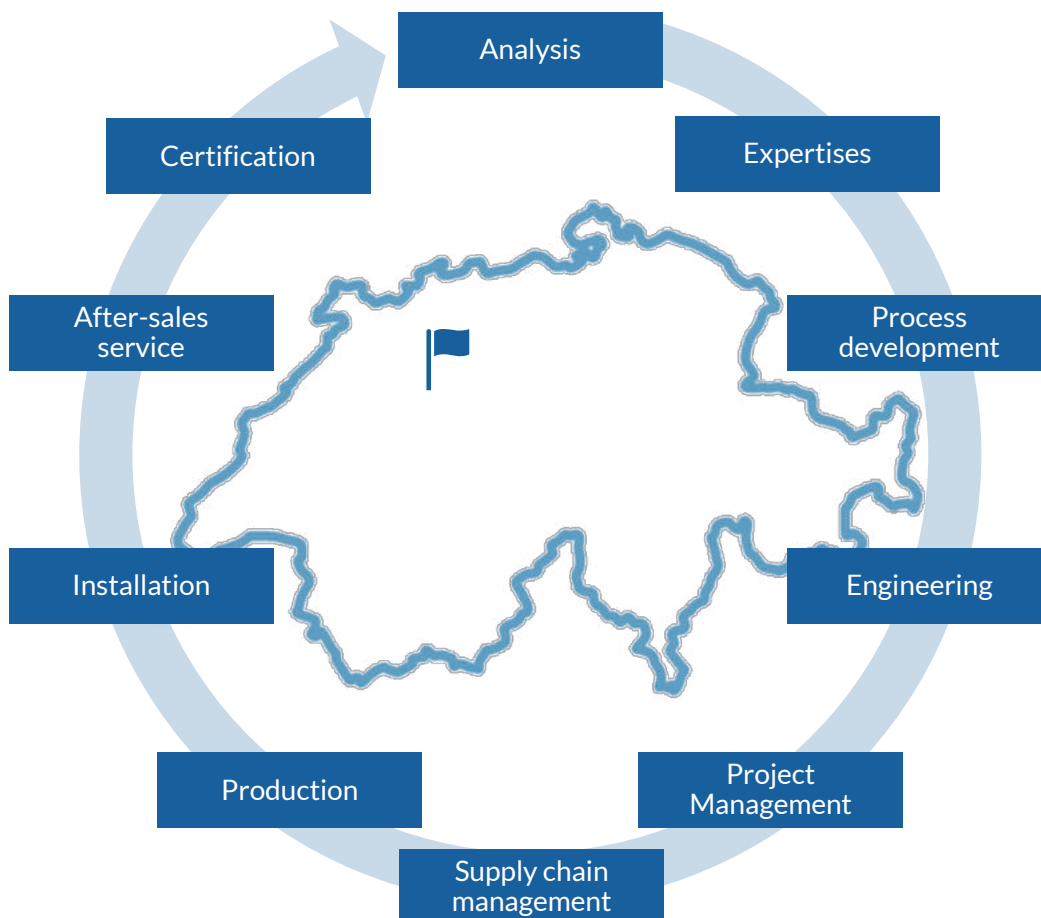 Analysis
Expertises
Process
development
Engineering
Project
Management
Supply chain
management
Production
Installation
After-sales
service
Certification